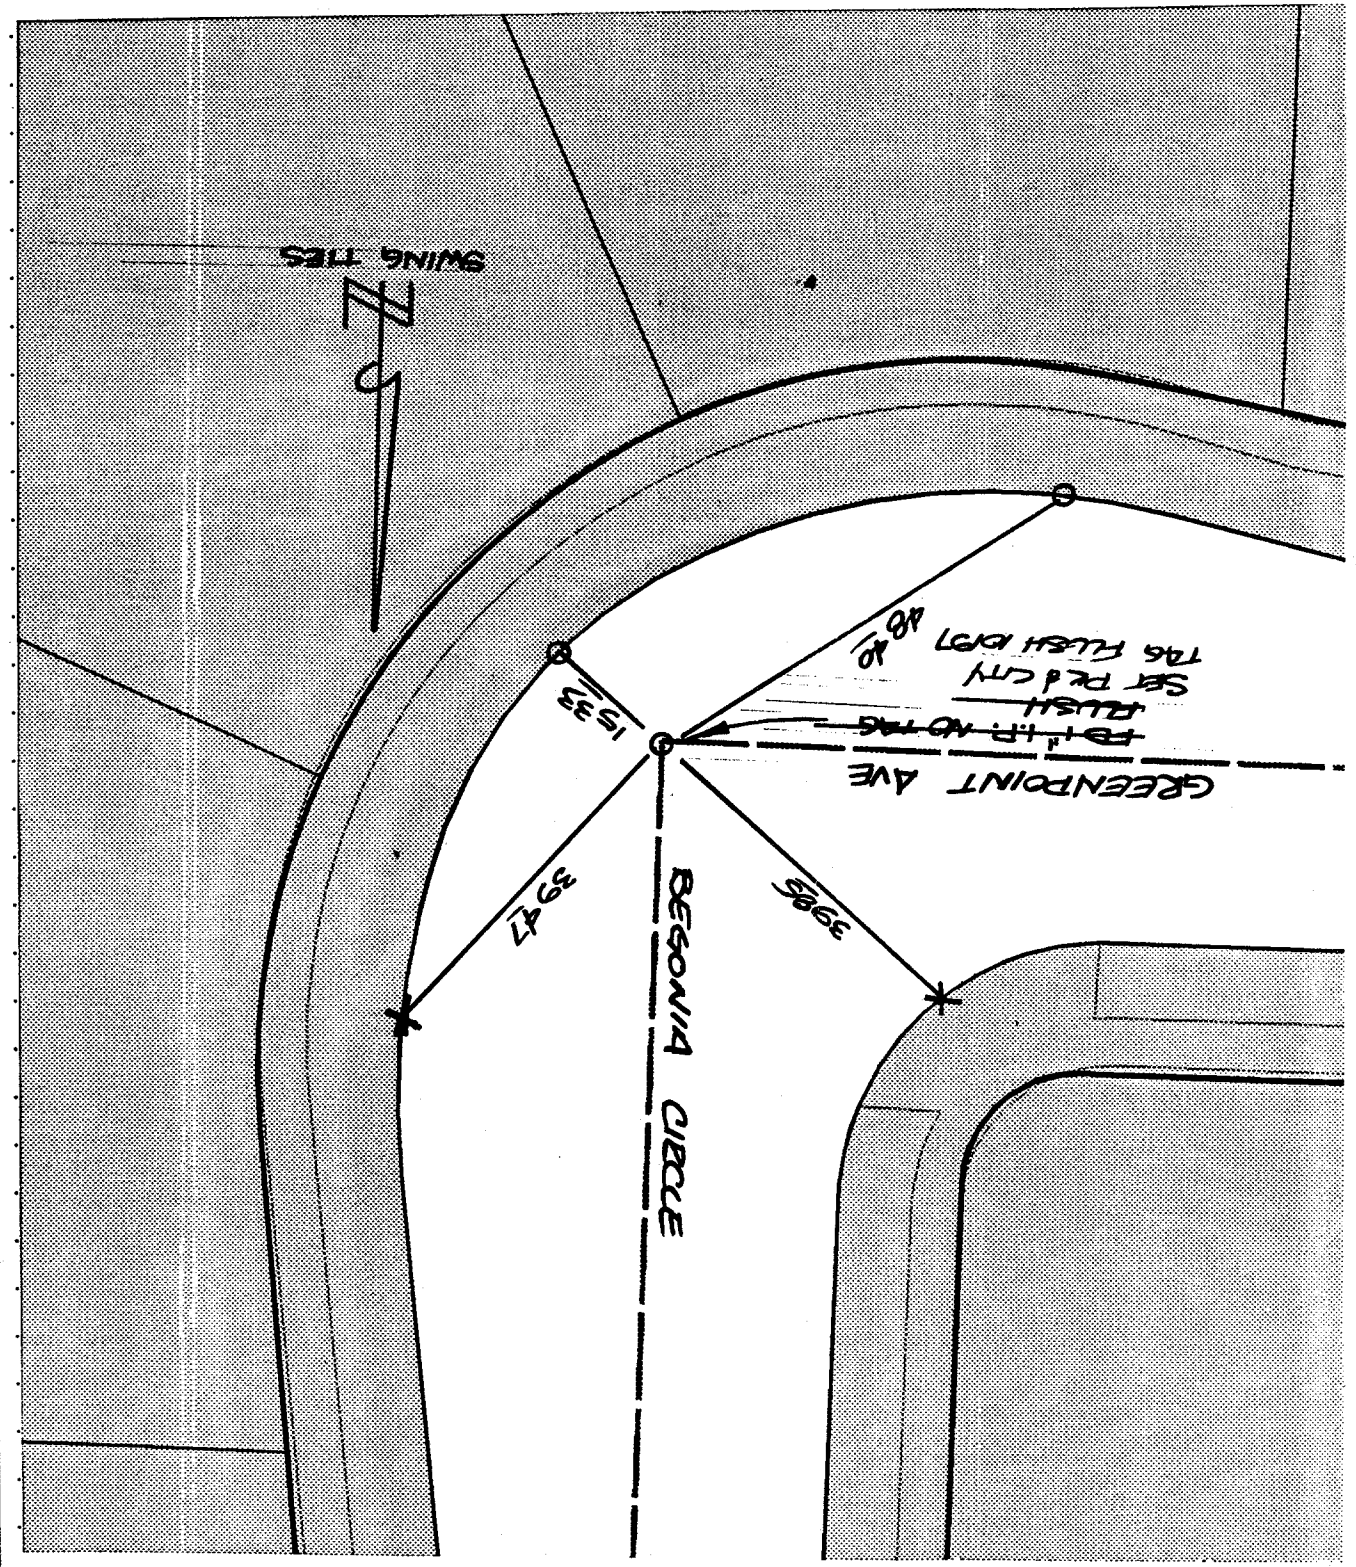 BEGONIA CIRCLE
39 85
39 47
GREENPOINT AVE
FD 1" I.P. NO TAG
FLUSH
SET PK & CITY
TAG FLUSH 10/97
15 33
48 40
N
SWING TIES